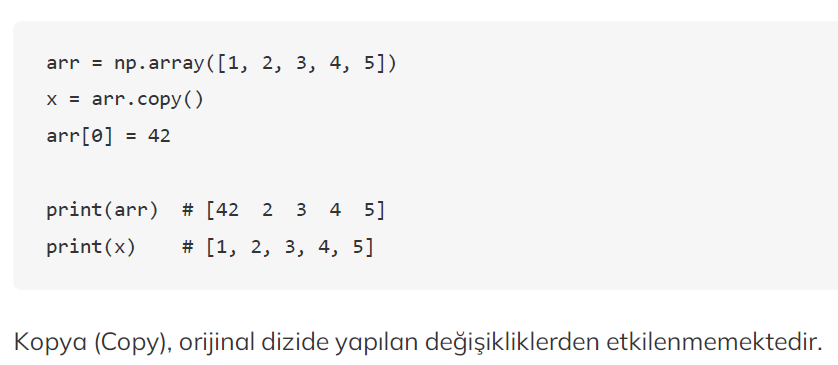 arr = np.array([1, 2, 3, 4, 5])
x = arr.copy()
arr[0] = 42
print(arr)  # [42  2  3  4  5]
print(x)    # [1, 2, 3, 4, 5]
Kopya (Copy), orijinal dizide yapılan değişikliklerden etkilenmemektedir.